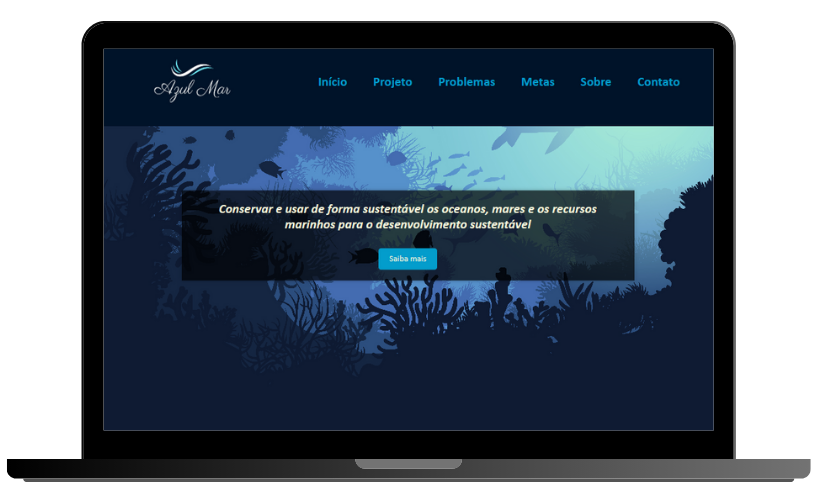 Azul Mar
Início Projeto Problemas Metas Sobre Contato
Conservar e usar de forma sustentável os oceanos, mares e os recursos
marinhos para o desenvolvimento sustentável
Saiba mais